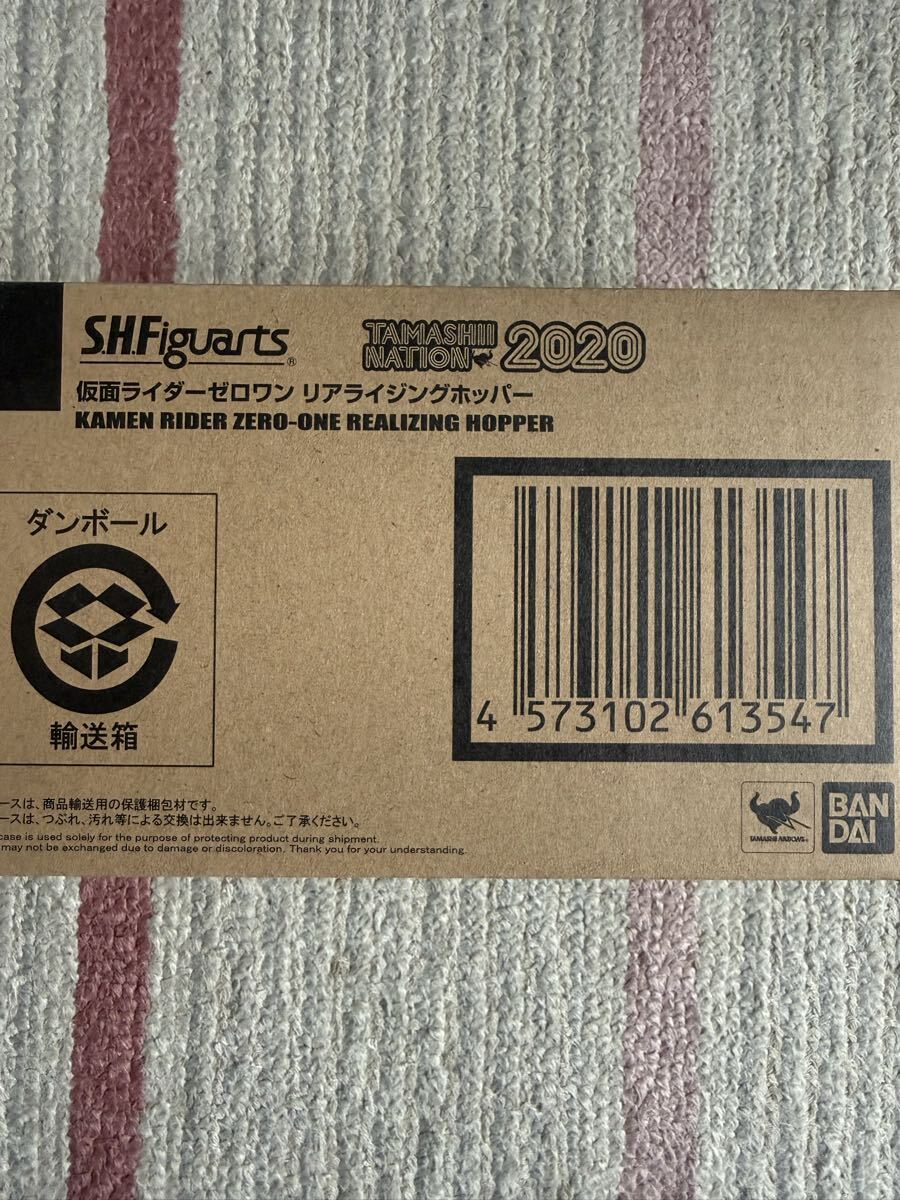 S.H.Figuarts®
TAMASHII NATION 2020
仮面ライダーゼロワン リアライジングホッパー
KAMEN RIDER ZERO-ONE REALIZING HOPPER
ダンボール
輸送箱
4 573102 613547
ースは、商品輸送用の保護梱包材です。
ースは、つぶれ、汚れ等による交換は出来ません。ご了承ください。
case is used solely for the purpose of protecting product during shipment.
may not be exchanged due to damage or discoloration. Thank you for your understanding.
TAMASHII NATIONS
BAN
DAI